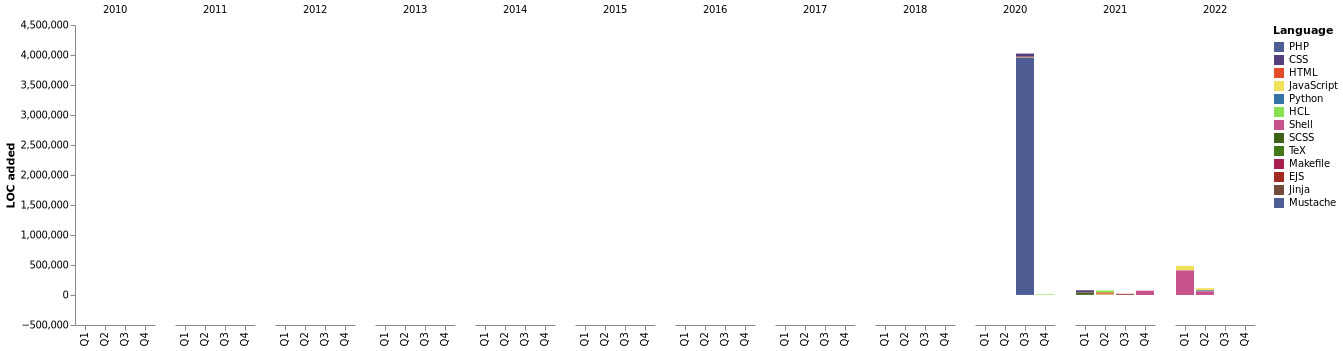 2010 2011 2012 2013 2014 2015 2016 2017 2018 2020 2021 2022
4,500,000
4,000,000
3,500,000
3,000,000
2,500,000
2,000,000
1,500,000
1,000,000
500,000
0
−500,000
LOC added
Q1 Q2 Q3 Q4 Q1 Q2 Q3 Q4 Q1 Q2 Q3 Q4 Q1 Q2 Q3 Q4 Q1 Q2 Q3 Q4 Q1 Q2 Q3 Q4 Q1 Q2 Q3 Q4 Q1 Q2 Q3 Q4 Q1 Q2 Q3 Q4 Q1 Q2 Q3 Q4 Q1 Q2 Q3 Q4 Q1 Q2 Q3 Q4
Language
PHP
CSS
HTML
JavaScript
Python
HCL
Shell
SCSS
TeX
Makefile
EJS
Jinja
Mustache